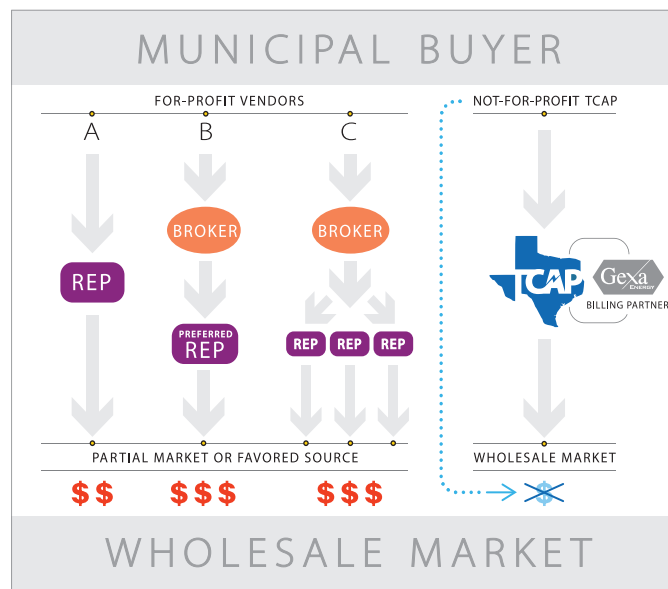 MUNICIPAL BUYER
FOR-PROFIT VENDORS
NOT-FOR-PROFIT TCAP
A
B
C
BROKER
BROKER
REP
TCAP
GeXa
ENERGY
BILLING PARTNER
PREFERRED
REP
REP
REP
REP
PARTIAL MARKET OR FAVORED SOURCE
WHOLESALE MARKET
$$
$$$
$$$
$
WHOLESALE MARKET